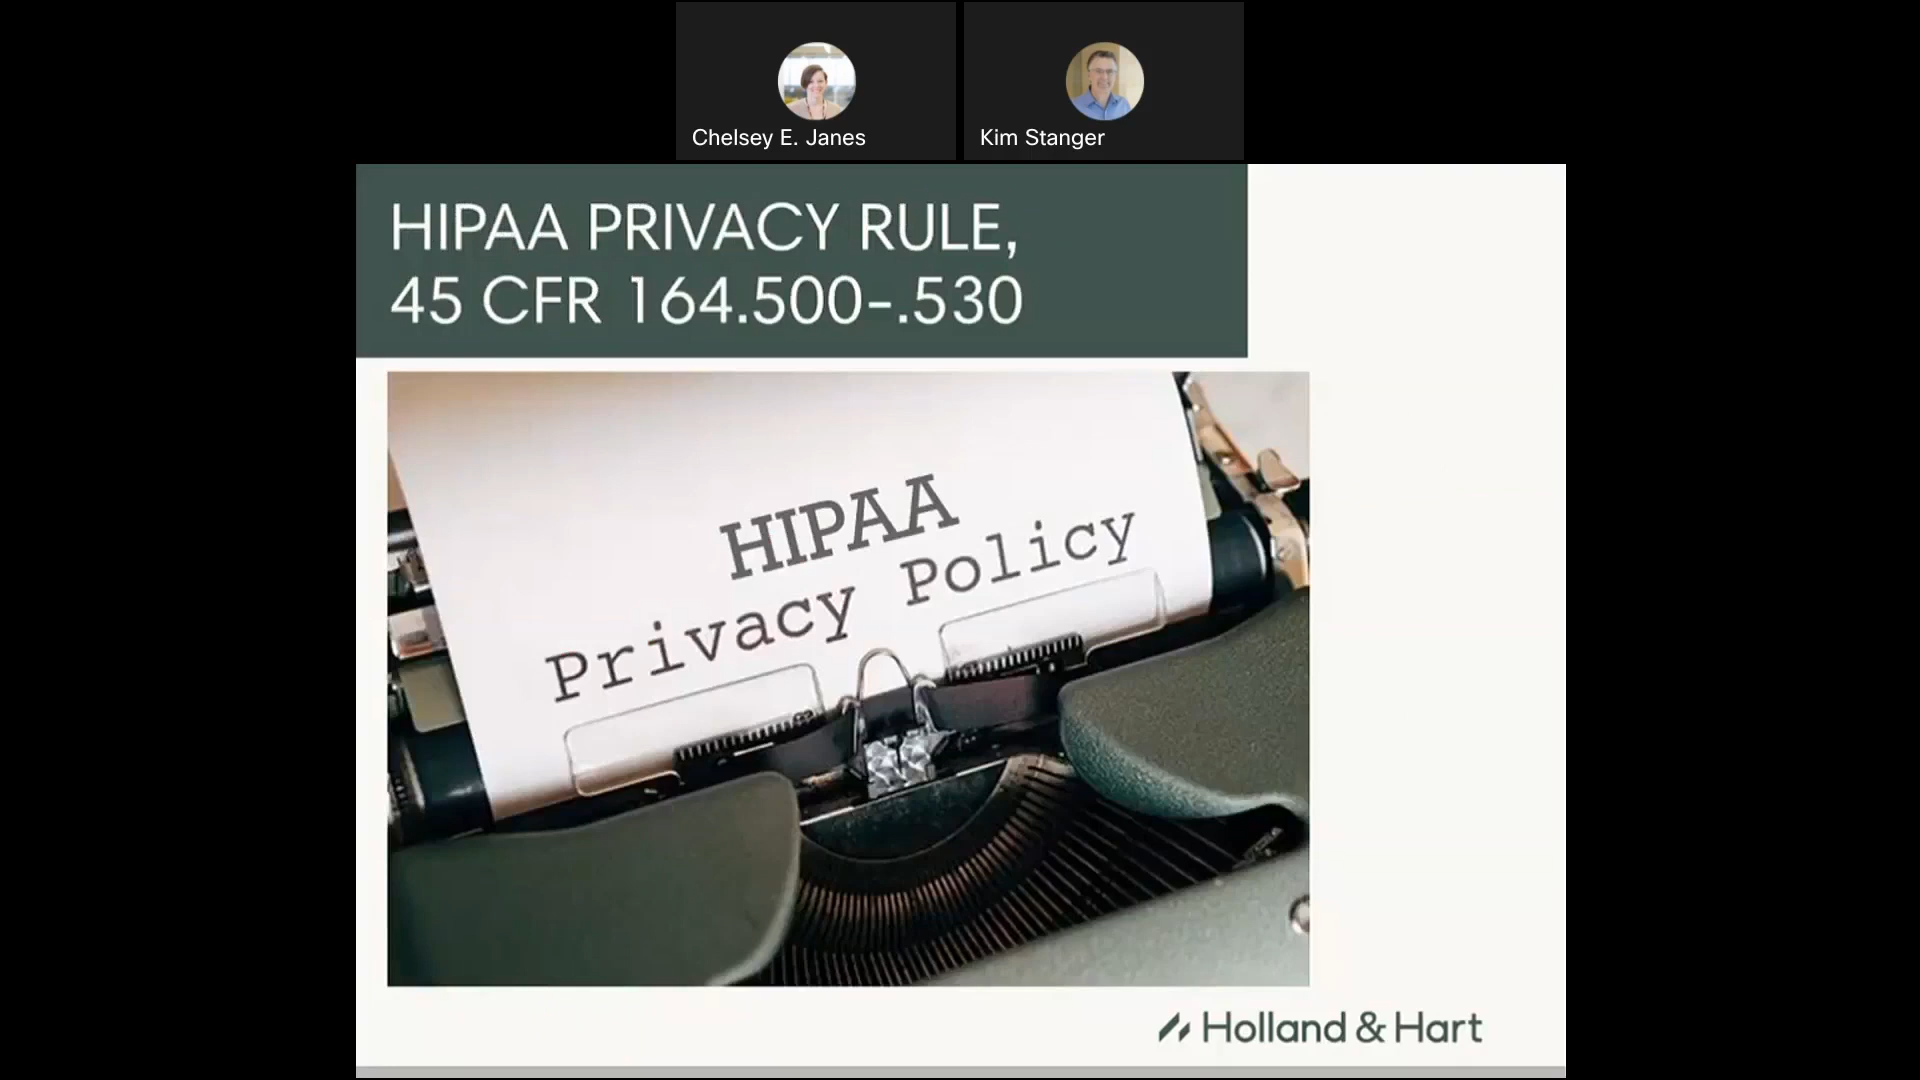 Chelsey E. Janes
Kim Stanger
HIPAA PRIVACY RULE,
45 CFR 164.500-.530
HIPAA
Privacy Policy
Holland & Hart